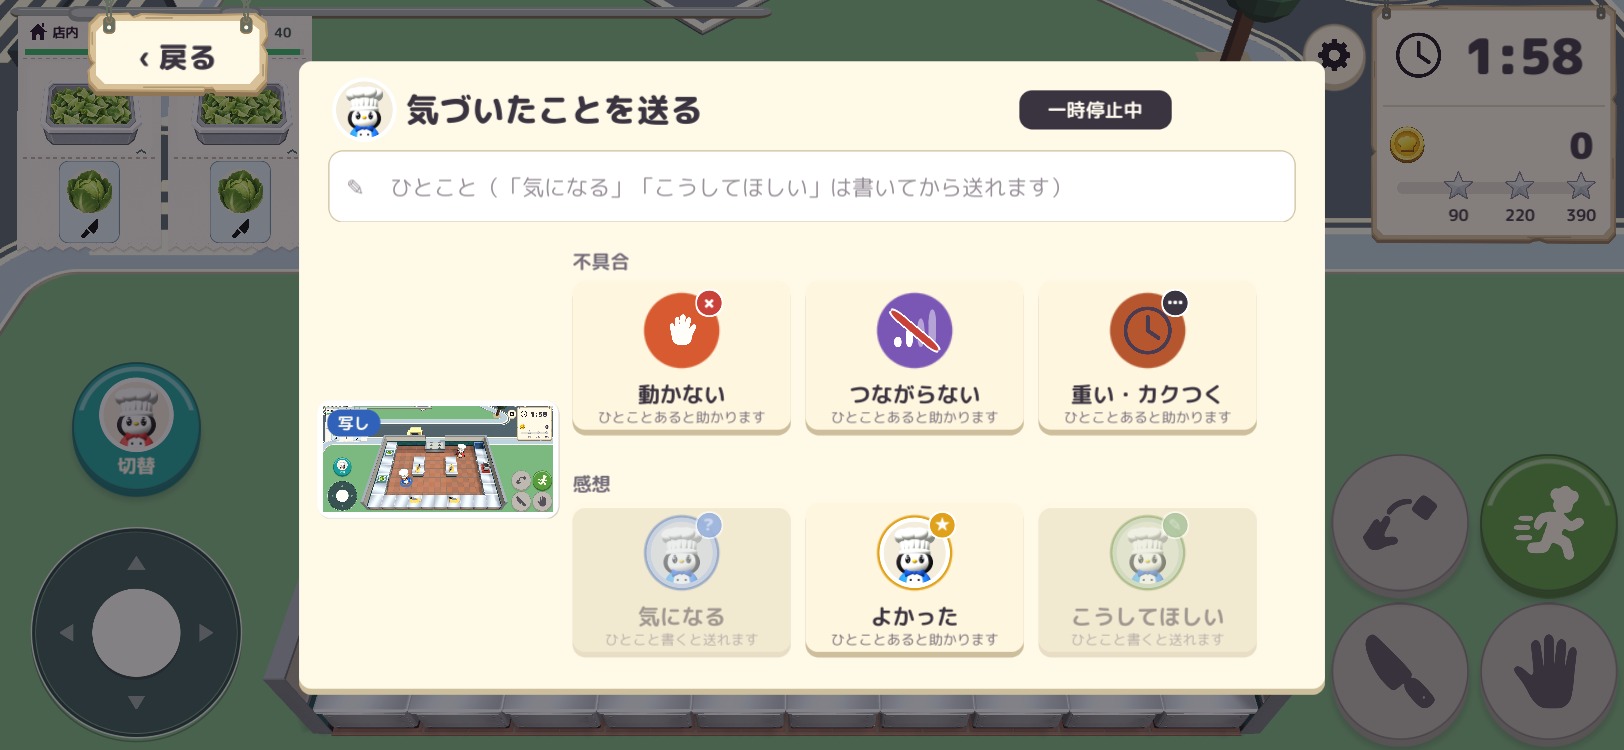 店内
40
‹ 戻る
1:58
0
90
220
390
気づいたことを送る
一時停止中
ひとこと（「気になる」「こうしてほしい」は書いてから送れます）
不具合
動かない
ひとことあると助かります
つながらない
ひとことあると助かります
重い・カクつく
ひとことあると助かります
写し
1:58
感想
気になる
ひとこと書くと送れます
よかった
ひとことあると助かります
こうしてほしい
ひとこと書くと送れます
切替